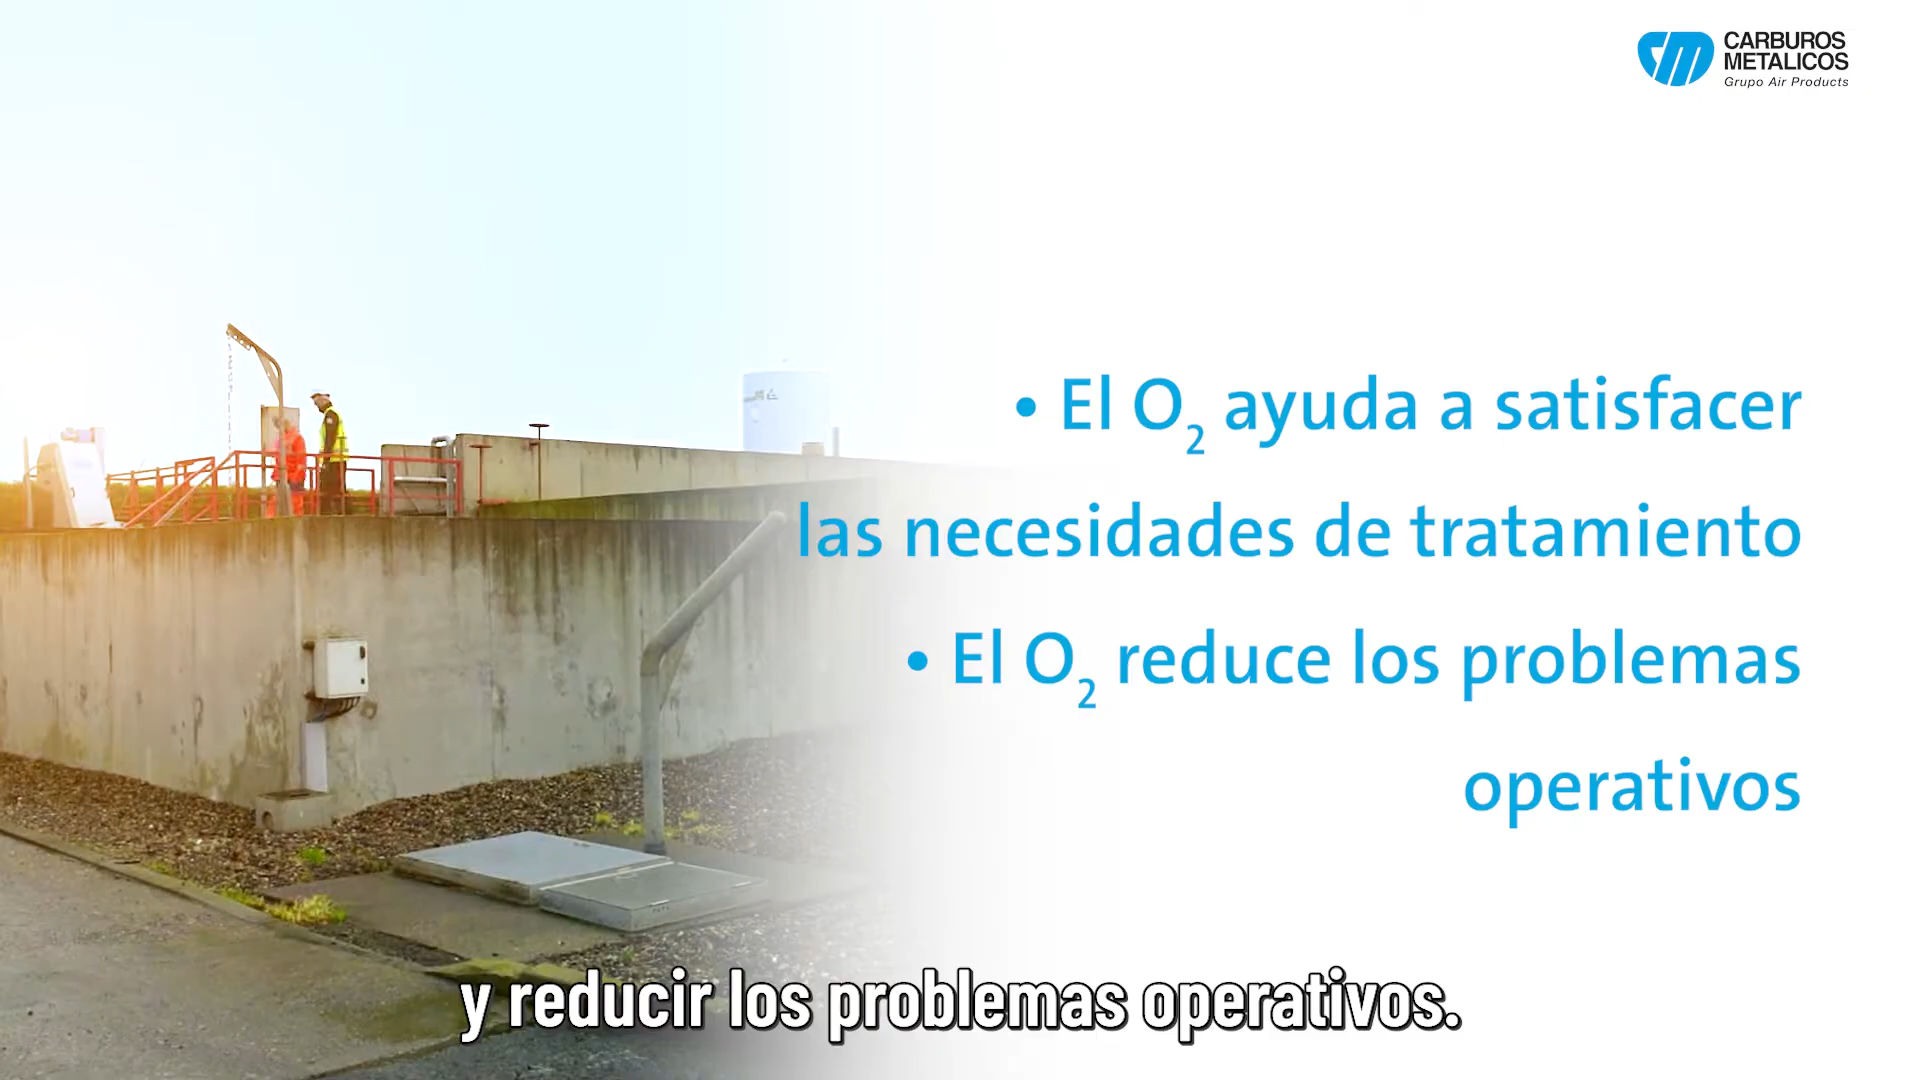 CARBUROS
METALICOS
Grupo Air Products
• El O₂ ayuda a satisfacer
las necesidades de tratamiento
• El O₂ reduce los problemas
operativos
y reducir los problemas operativos.